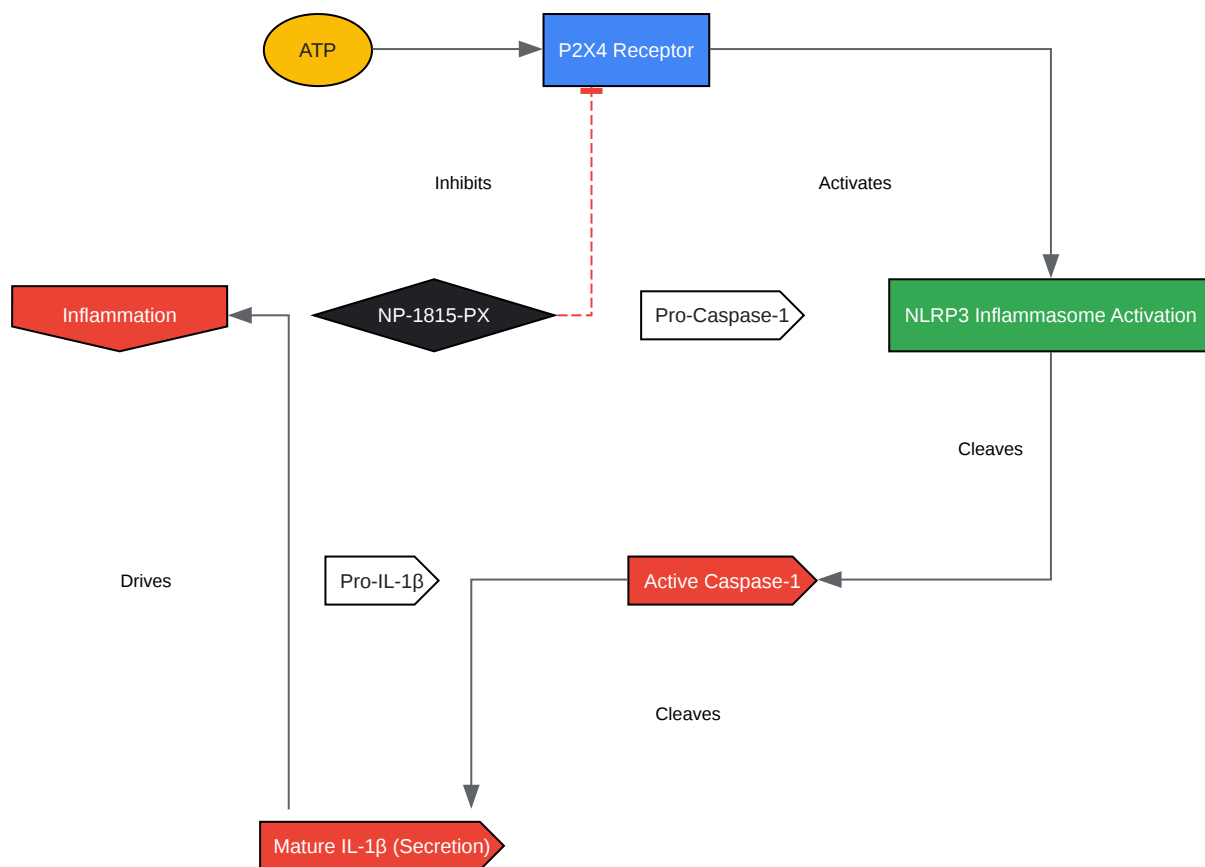 ATP
P2X4 Receptor
Inhibits
Activates
Inflammation
NP-1815-PX
Pro-Caspase-1
NLRP3 Inflammasome Activation
Cleaves
Drives
Pro-IL-1β
Active Caspase-1
Cleaves
Mature IL-1β (Secretion)